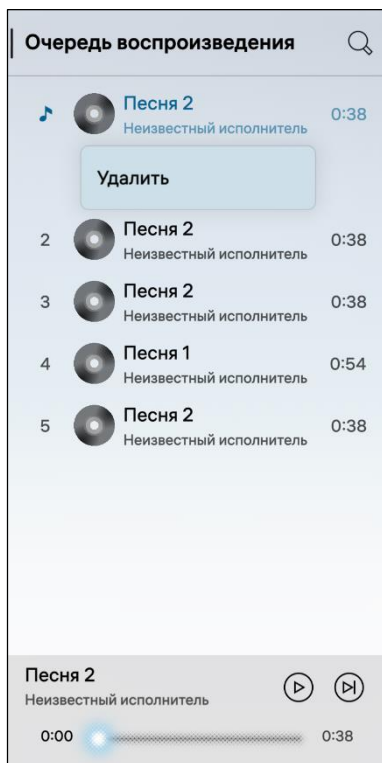 Очередь воспроизведения
Песня 2
0:38
Неизвестный исполнитель
Удалить
2
Песня 2
0:38
Неизвестный исполнитель
3
Песня 2
0:38
Неизвестный исполнитель
4
Песня 1
0:54
Неизвестный исполнитель
5
Песня 2
0:38
Неизвестный исполнитель
Песня 2
Неизвестный исполнитель
0:00
0:38